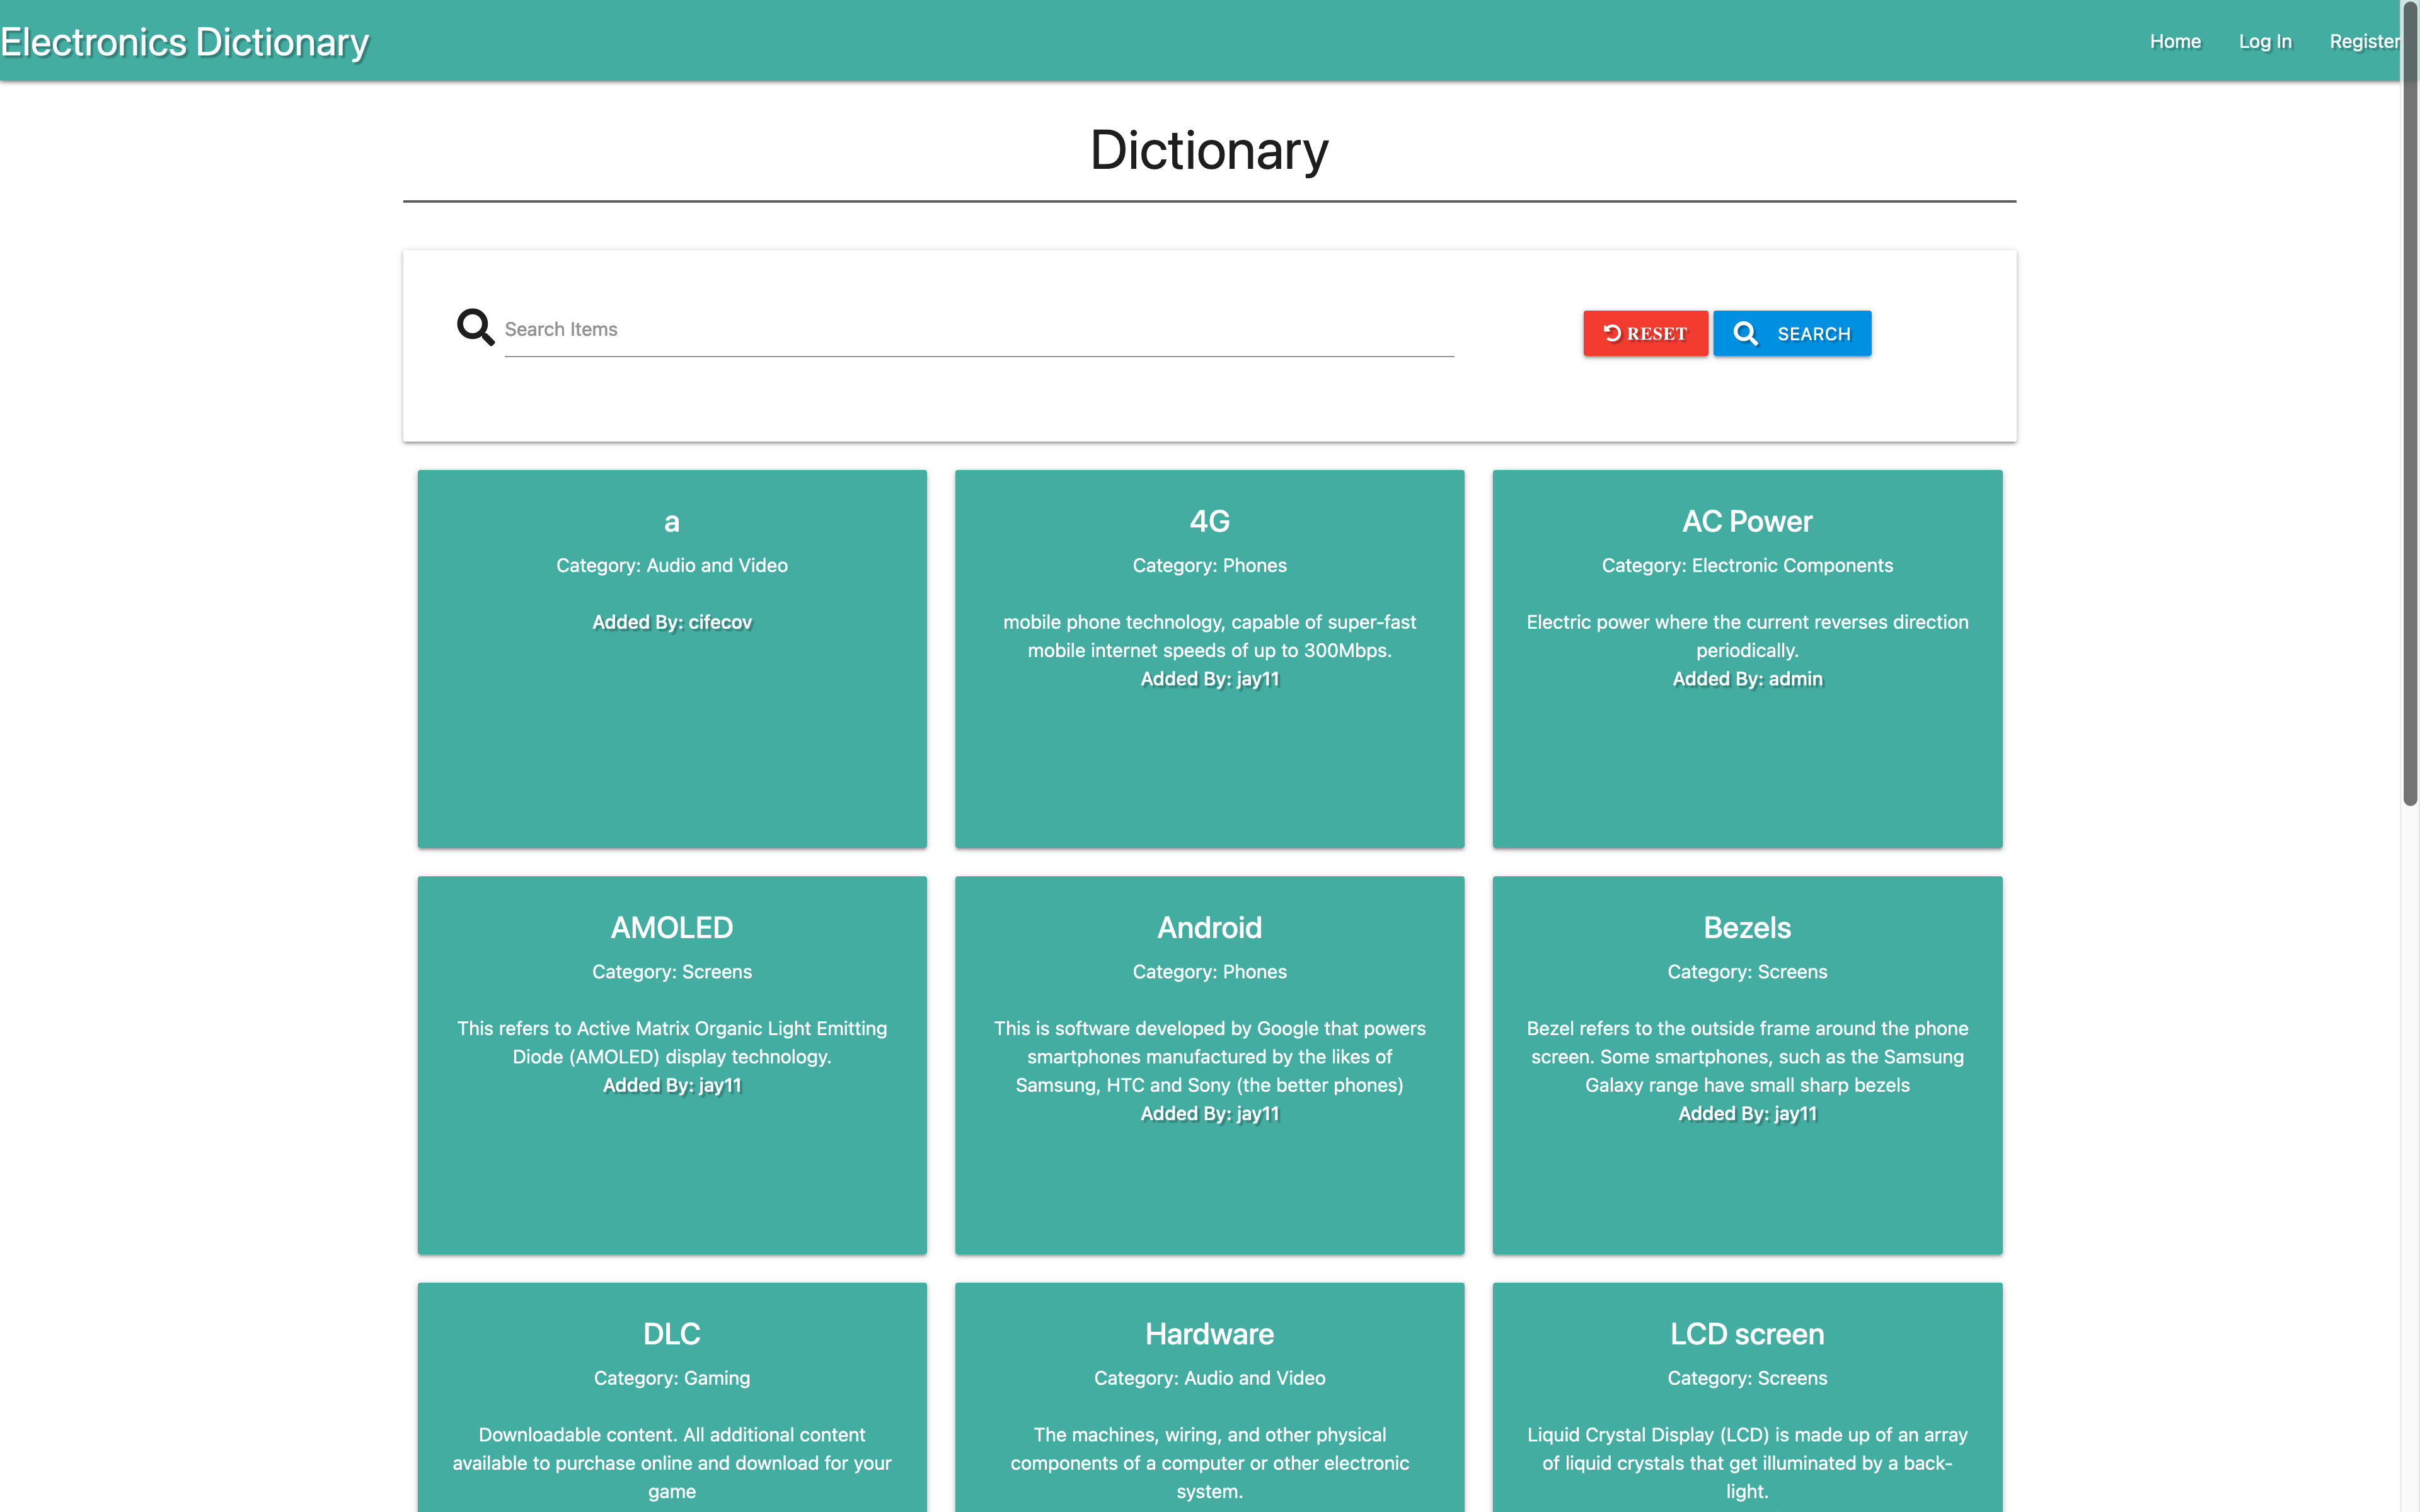 Electronics Dictionary
Home Log In Register
Dictionary
Search Items
RESET SEARCH
a
Category: Audio and Video
Added By: cifecov
4G
Category: Phones
mobile phone technology, capable of super-fast
mobile internet speeds of up to 300Mbps.
Added By: jay11
AC Power
Category: Electronic Components
Electric power where the current reverses direction
periodically.
Added By: admin
AMOLED
Category: Screens
This refers to Active Matrix Organic Light Emitting
Diode (AMOLED) display technology.
Added By: jay11
Android
Category: Phones
This is software developed by Google that powers
smartphones manufactured by the likes of
Samsung, HTC and Sony (the better phones)
Added By: jay11
Bezels
Category: Screens
Bezel refers to the outside frame around the phone
screen. Some smartphones, such as the Samsung
Galaxy range have small sharp bezels
Added By: jay11
DLC
Category: Gaming
Downloadable content. All additional content
available to purchase online and download for your
game
Hardware
Category: Audio and Video
The machines, wiring, and other physical
components of a computer or other electronic
system.
LCD screen
Category: Screens
Liquid Crystal Display (LCD) is made up of an array
of liquid crystals that get illuminated by a back-
light.